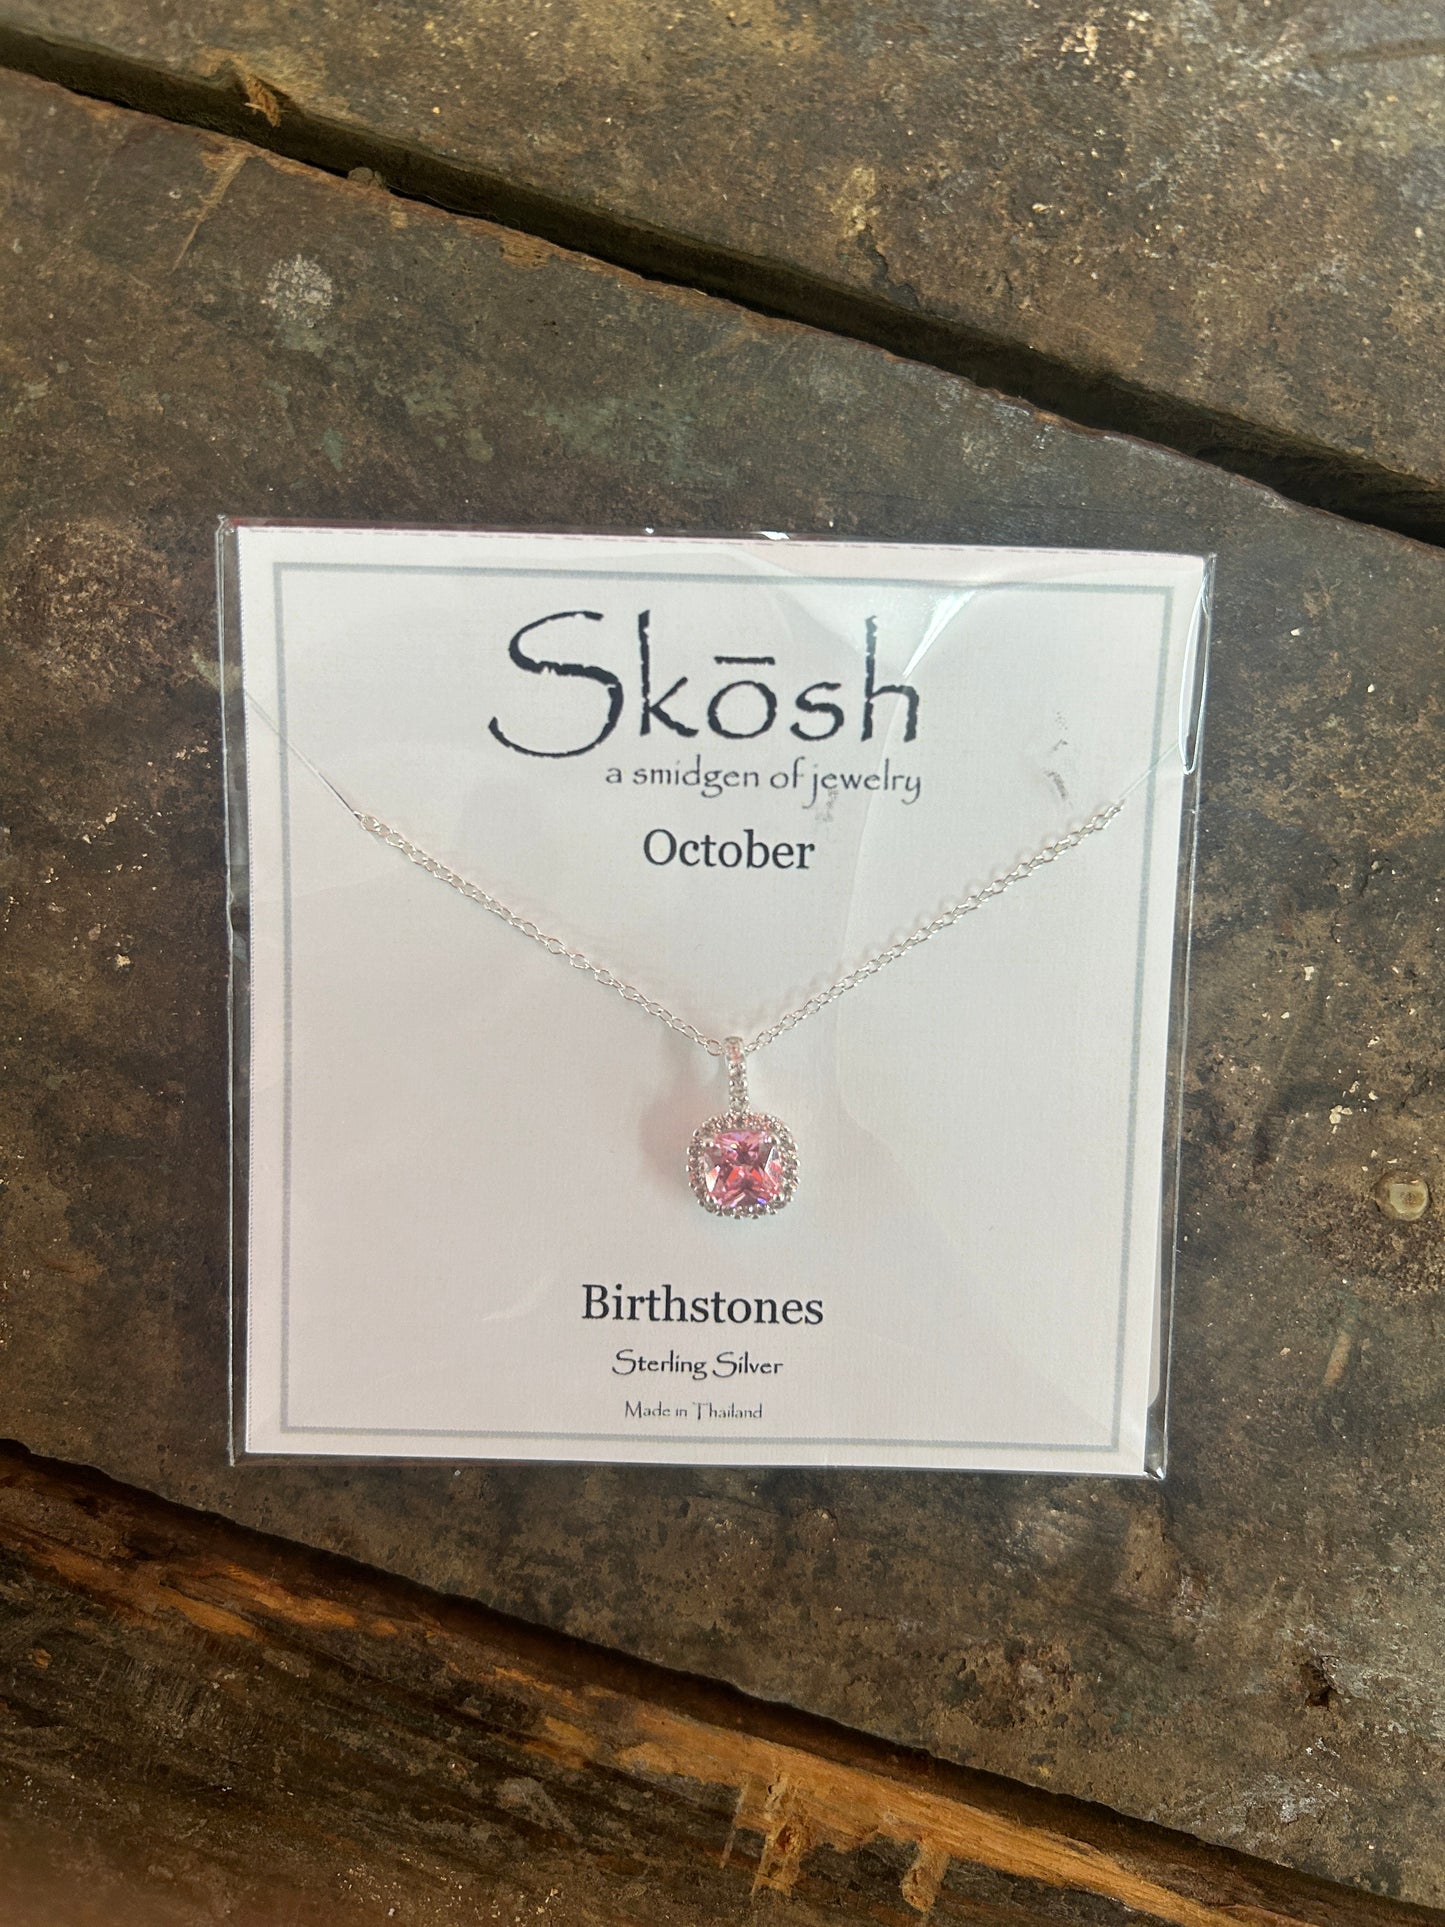 Skōsh
a smidgen of jewelry
October
Birthstones
Sterling Silver
Made in Thailand